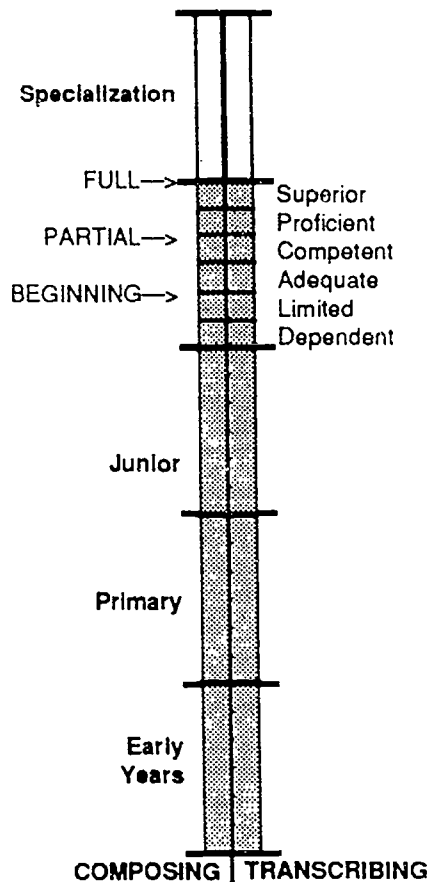 Specialization
FULL—>
Superior
Proficient
PARTIAL—>
Competent
Adequate
BEGINNING—>
Limited
Dependent
Junior
Primary
Early
Years
COMPOSING
TRANSCRIBING